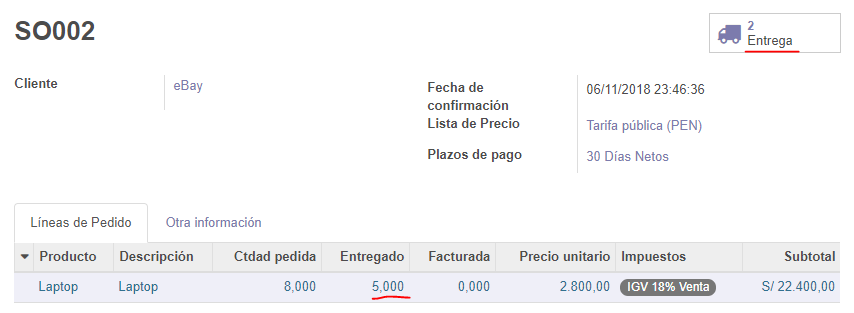 SO002
2
Entrega
Cliente
eBay
Fecha de
confirmación
06/11/2018 23:46:36
Lista de Precio
Tarifa pública (PEN)
Plazos de pago
30 Días Netos
Líneas de Pedido Otra información
Producto Descripción Ctdad pedida Entregado Facturada Precio unitario Impuestos Subtotal
Laptop Laptop 8,000 5,000 0,000 2.800,00 IGV 18% Venta S/ 22.400,00